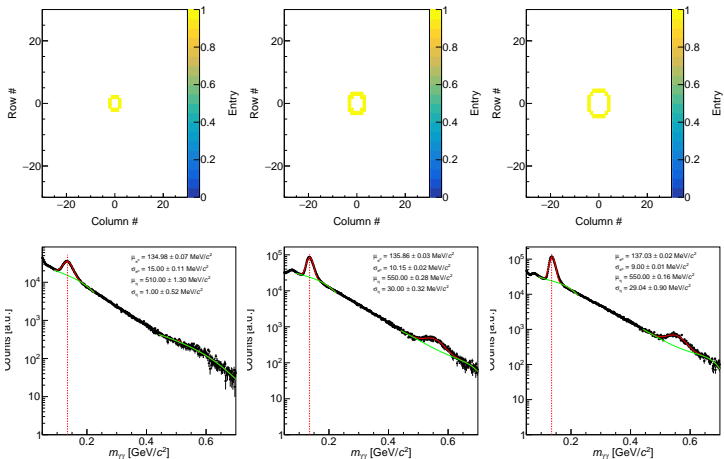 Row #
20
0
−20
−20 0 20
Column #
1
0.8
0.6
0.4
0.2
0
Entry
Row #
20
0
−20
−20 0 20
Column #
1
0.8
0.6
0.4
0.2
0
Entry
Row #
20
0
−20
−20 0 20
Column #
1
0.8
0.6
0.4
0.2
0
Entry
Counts [a.u.]
10⁴
10³
10²
10
1
μπ⁰ = 134.98 ± 0.07 MeV/c²
σπ⁰ = 15.00 ± 0.11 MeV/c²
μη = 510.00 ± 1.30 MeV/c²
ση = 1.00 ± 0.52 MeV/c²
0.2 0.4 0.6
mγγ [GeV/c²]
Counts [a.u.]
10⁵
10⁴
10³
10²
10
1
μπ⁰ = 135.86 ± 0.03 MeV/c²
σπ⁰ = 10.15 ± 0.02 MeV/c²
μη = 550.00 ± 0.28 MeV/c²
ση = 30.00 ± 0.32 MeV/c²
0.2 0.4 0.6
mγγ [GeV/c²]
Counts [a.u.]
10⁵
10⁴
10³
10²
10
1
μπ⁰ = 137.03 ± 0.02 MeV/c²
σπ⁰ = 9.00 ± 0.01 MeV/c²
μη = 550.00 ± 0.16 MeV/c²
ση = 29.04 ± 0.90 MeV/c²
0.2 0.4 0.6
mγγ [GeV/c²]